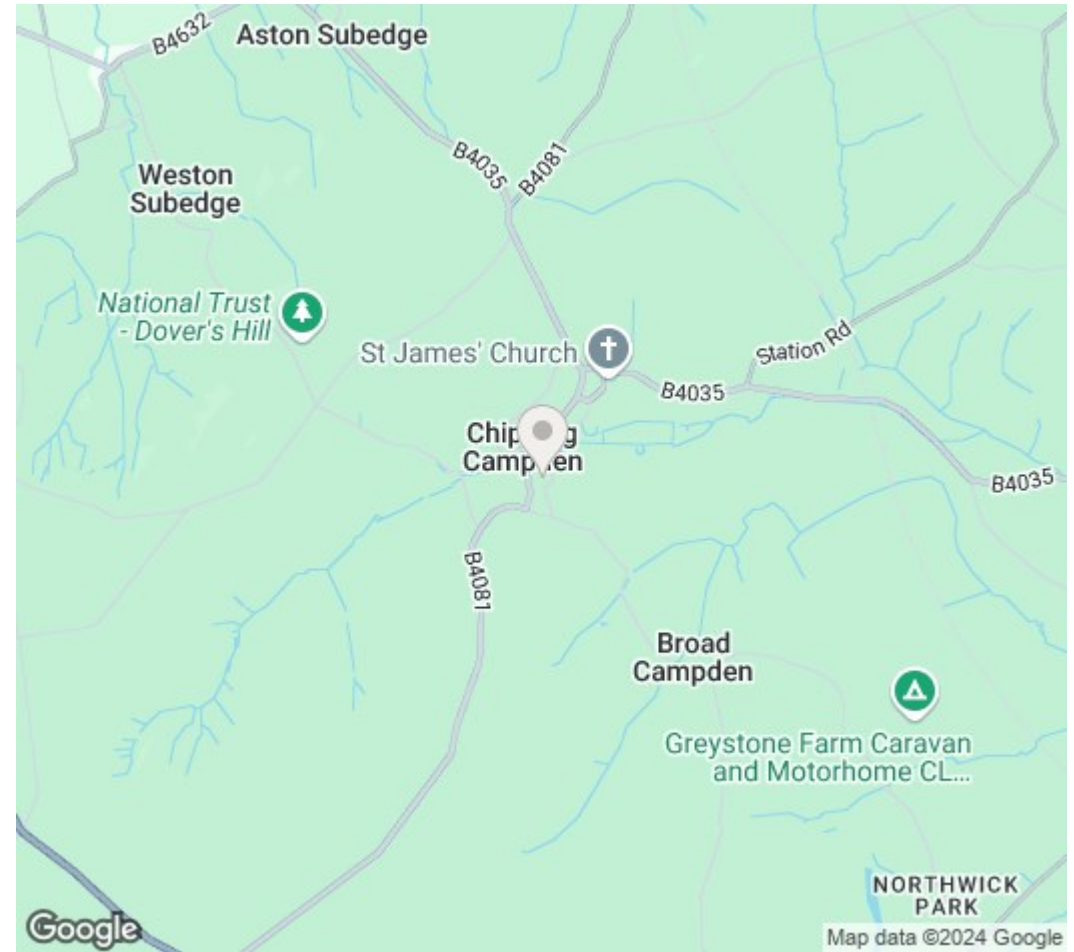 B4632
Aston Subedge
B4035
B4081
Weston
Subedge
National Trust
- Dover's Hill
St James' Church
Station Rd
B4035
Campden
B4035
B4081
Broad
Campden
Greystone Farm Caravan
and Motorhome CL...
NORTHWICK
PARK
Google
Map data ©2024 Google